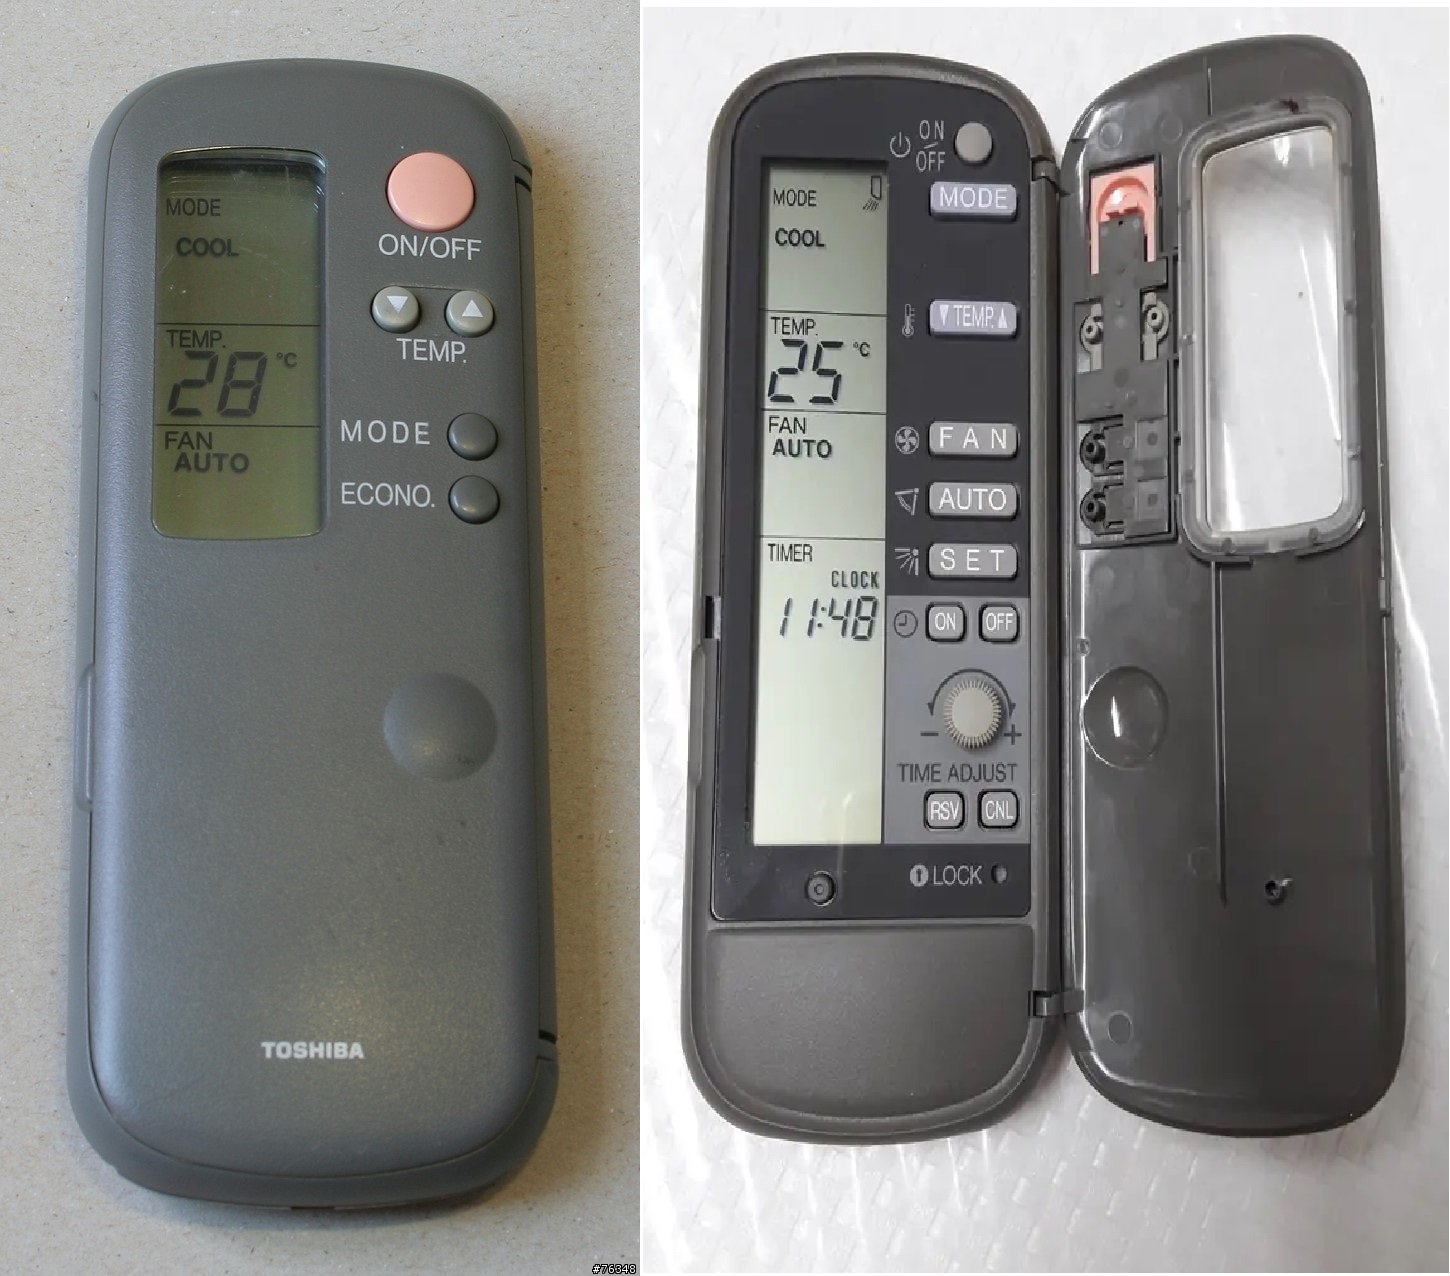 MODE
COOL
TEMP.
28 °C
FAN
AUTO
ON/OFF
▼ ▲
TEMP.
MODE
ECONO.
TOSHIBA
#76348
MODE
COOL
TEMP.
25 °C
FAN
AUTO
TIMER
CLOCK
11:48
ON
OFF
MODE
▼ TEMP. ▲
FAN
AUTO
SET
ON OFF
− +
TIME ADJUST
RSV CNL
LOCK